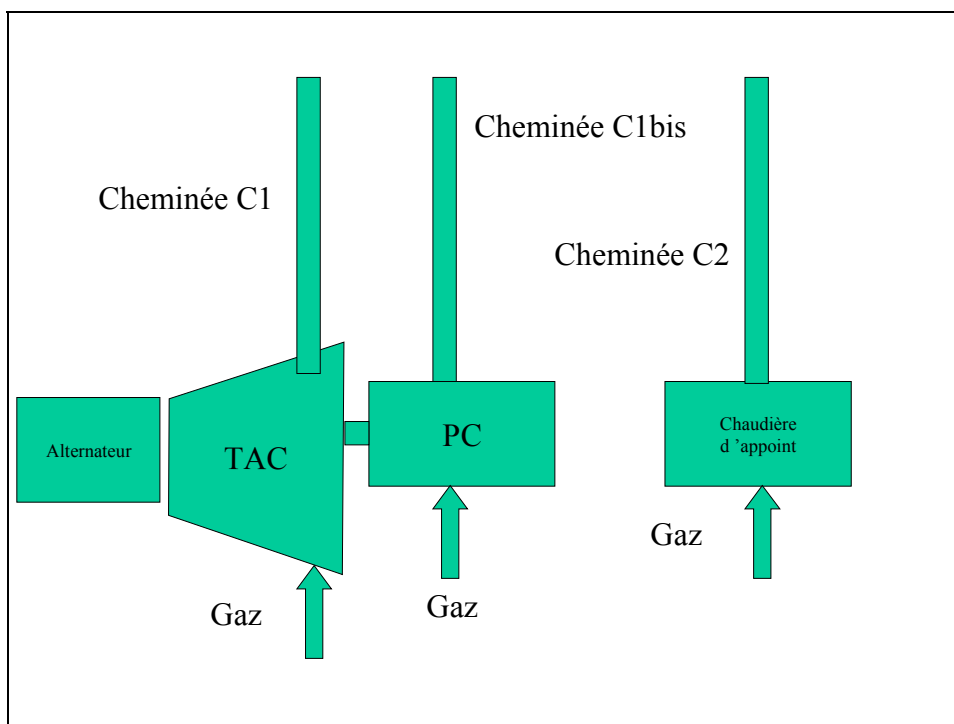 Cheminée C1bis
Cheminée C1
Cheminée C2
Alternateur
TAC
PC
Chaudière
d 'appoint
Gaz
Gaz
Gaz